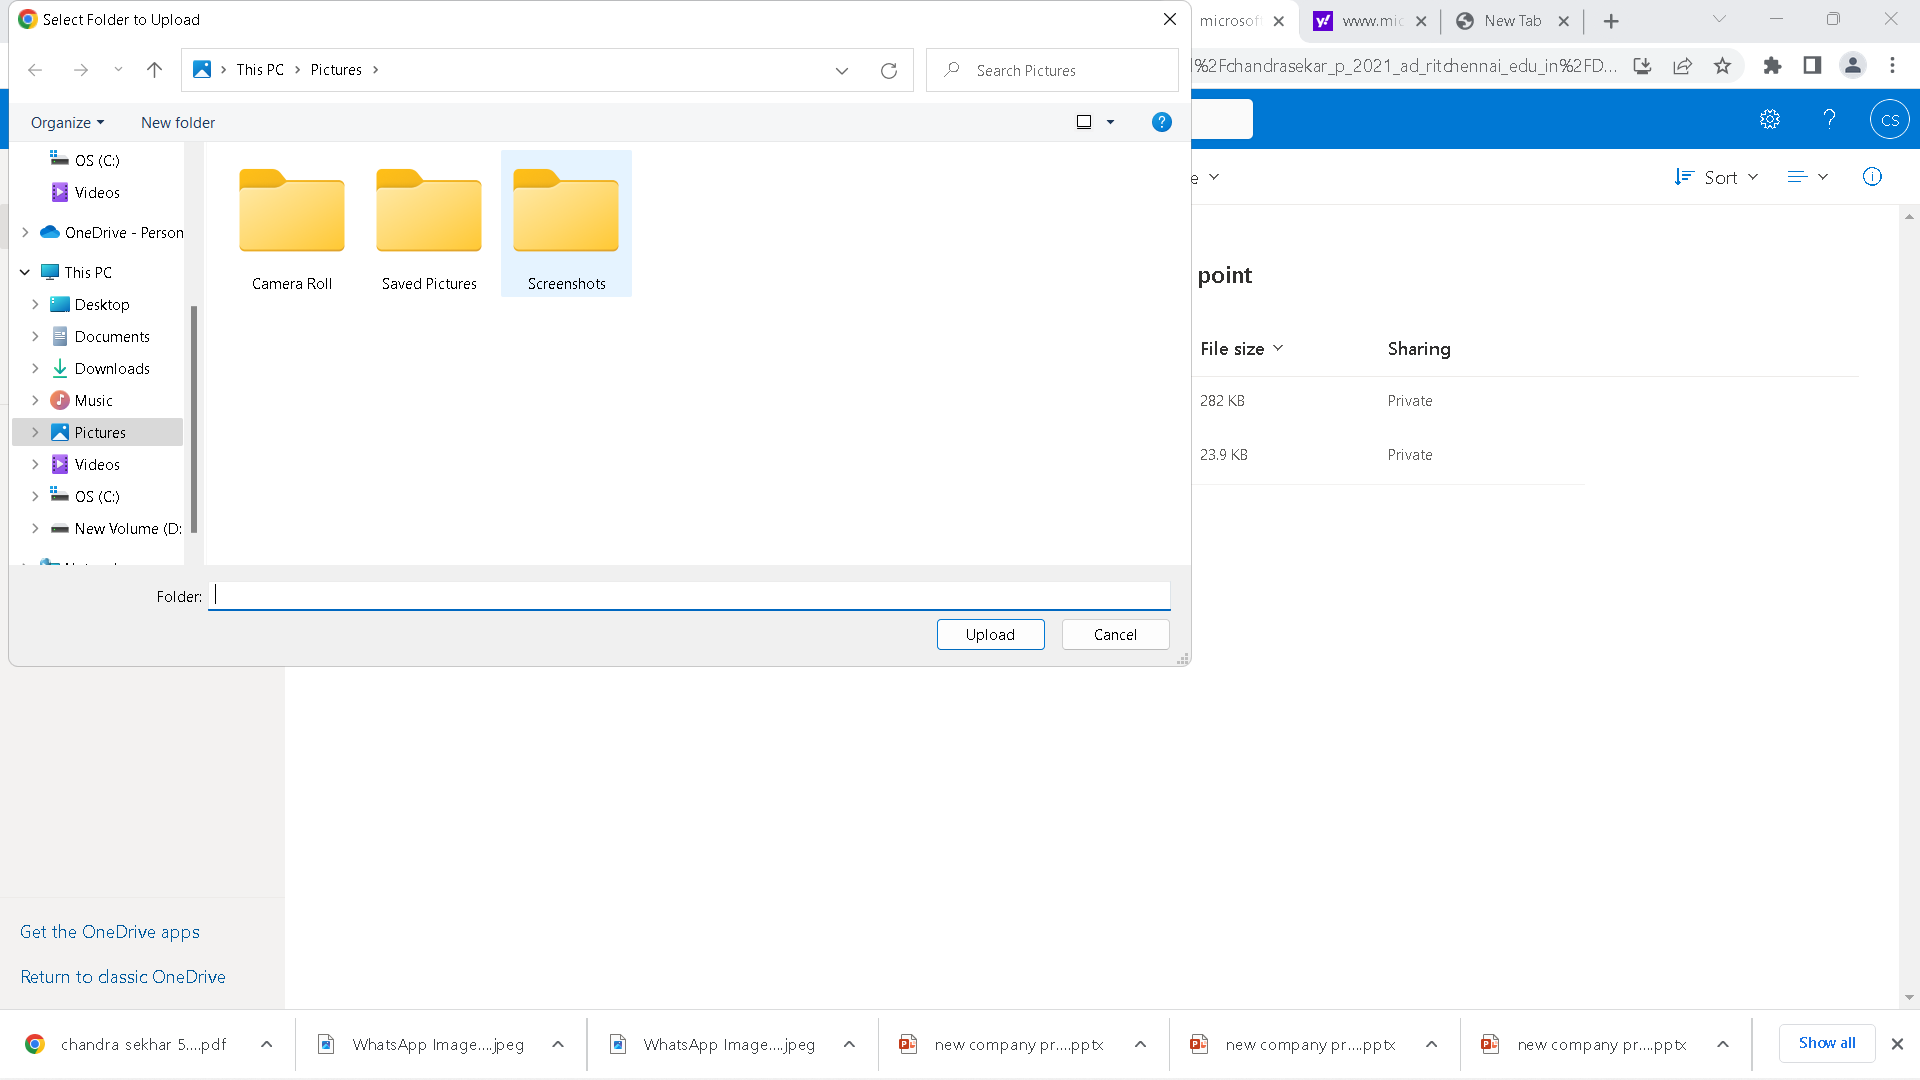 Select Folder to Upload
This PC
Pictures
Search Pictures
Organize
New folder
OS (C:)
Videos
OneDrive - Person
This PC
Desktop
Documents
Downloads
Music
Pictures
Videos
OS (C:)
New Volume (D:
Camera Roll
Saved Pictures
Screenshots
Folder:
Upload
Cancel
microsof
www.mic
New Tab
%2Fchandrasekar_p_2021_ad_ritchennai_edu_in%2FD...
CS
e
Sort
point
File size
Sharing
282 KB
Private
23.9 KB
Private
Get the OneDrive apps
Return to classic OneDrive
chandra sekhar 5....pdf
WhatsApp Image....jpeg
WhatsApp Image....jpeg
new company pr....pptx
new company pr....pptx
new company pr....pptx
Show all